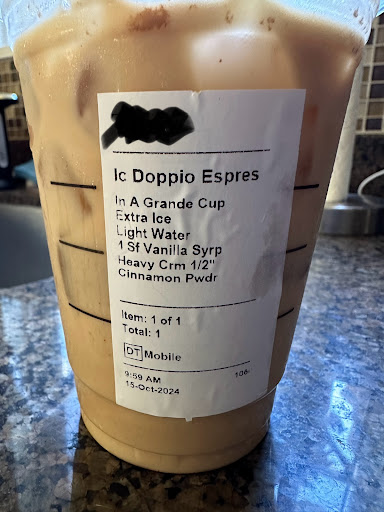 Ic Doppio Espres
In A Grande Cup
Extra Ice
Light Water
1 Sf Vanilla Syrp
Heavy Crm 1/2"
Cinnamon Pwdr
Item: 1 of 1
Total: 1
DT Mobile
9:59 AM 106
15-Oct-2024